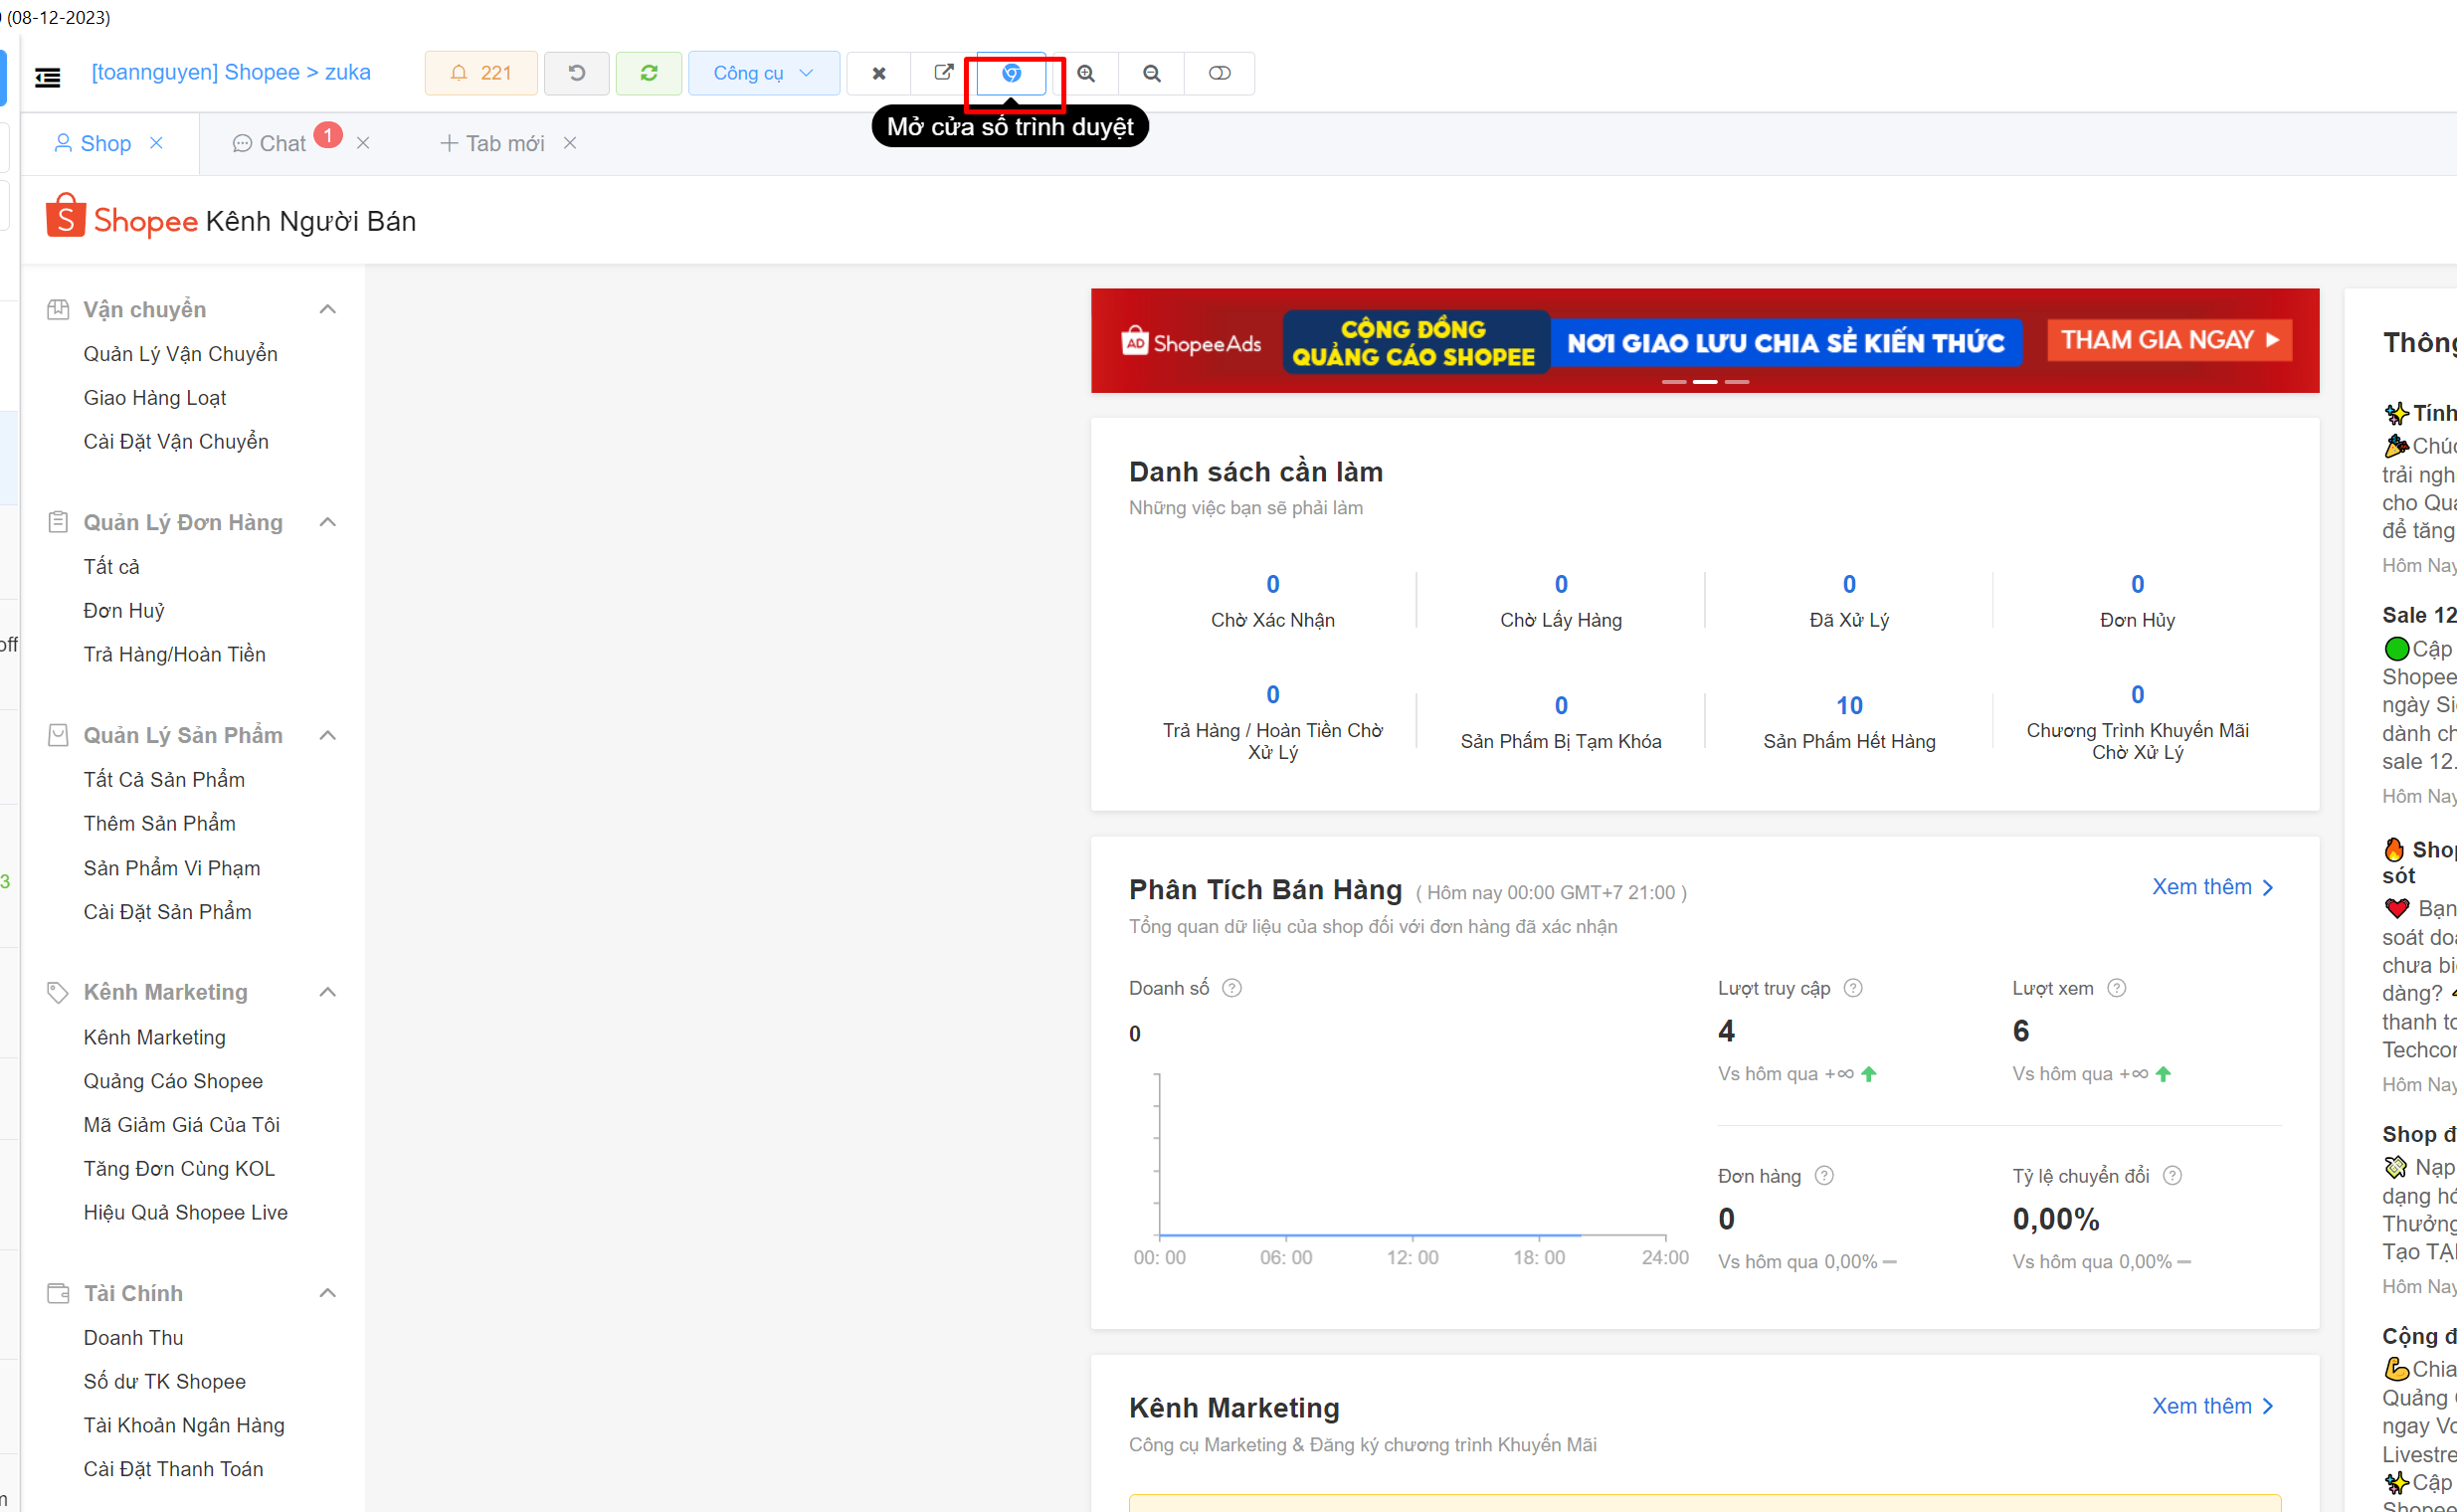 (08-12-2023)
[toannguyen] Shopee > zuka
221
Công cụ
Mở cửa sổ trình duyệt
Shop
Chat 1
Tab mới
Shopee Kênh Người Bán
Vận chuyển
Quản Lý Vận Chuyển
Giao Hàng Loạt
Cài Đặt Vận Chuyển
Quản Lý Đơn Hàng
Tất cả
Đơn Huỷ
Trả Hàng/Hoàn Tiền
Quản Lý Sản Phẩm
Tất Cả Sản Phẩm
Thêm Sản Phẩm
Sản Phẩm Vi Phạm
Cài Đặt Sản Phẩm
Kênh Marketing
Kênh Marketing
Quảng Cáo Shopee
Mã Giảm Giá Của Tôi
Tăng Đơn Cùng KOL
Hiệu Quả Shopee Live
Tài Chính
Doanh Thu
Số dư TK Shopee
Tài Khoản Ngân Hàng
Cài Đặt Thanh Toán
off
3
AD ShopeeAds
CỘNG ĐỒNG
QUẢNG CÁO SHOPEE
NƠI GIAO LƯU CHIA SẺ KIẾN THỨC
THAM GIA NGAY
Danh sách cần làm
Những việc bạn sẽ phải làm
0
Chờ Xác Nhận
0
Chờ Lấy Hàng
0
Đã Xử Lý
0
Đơn Hủy
0
Trả Hàng / Hoàn Tiền Chờ
Xử Lý
0
Sản Phẩm Bị Tạm Khóa
10
Sản Phẩm Hết Hàng
0
Chương Trình Khuyến Mãi
Chờ Xử Lý
Phân Tích Bán Hàng ( Hôm nay 00:00 GMT+7 21:00 )
Xem thêm
Tổng quan dữ liệu của shop đối với đơn hàng đã xác nhận
Doanh số
0
00: 00 06: 00 12: 00 18: 00 24:00
Lượt truy cập
4
Vs hôm qua +∞
Lượt xem
6
Vs hôm qua +∞
Đơn hàng
0
Vs hôm qua 0,00%
Tỷ lệ chuyển đổi
0,00%
Vs hôm qua 0,00%
Kênh Marketing
Xem thêm
Công cụ Marketing & Đăng ký chương trình Khuyến Mãi
Thông
Tính
Chúc
trải ngh
cho Quả
để tăng
Hôm Nay
Sale 12
Cập
Shopee
ngày Si
dành ch
sale 12.
Hôm Nay
Shop
sót
Bạn
soát doa
chưa bi
dàng?
thanh to
Techcon
Hôm Nay
Shop đ
Nạp
dạng hó
Thưởng
Tạo TẠI
Hôm Nay
Cộng đ
Chia
Quảng
ngay Vo
Livestre
Cập
Shopee